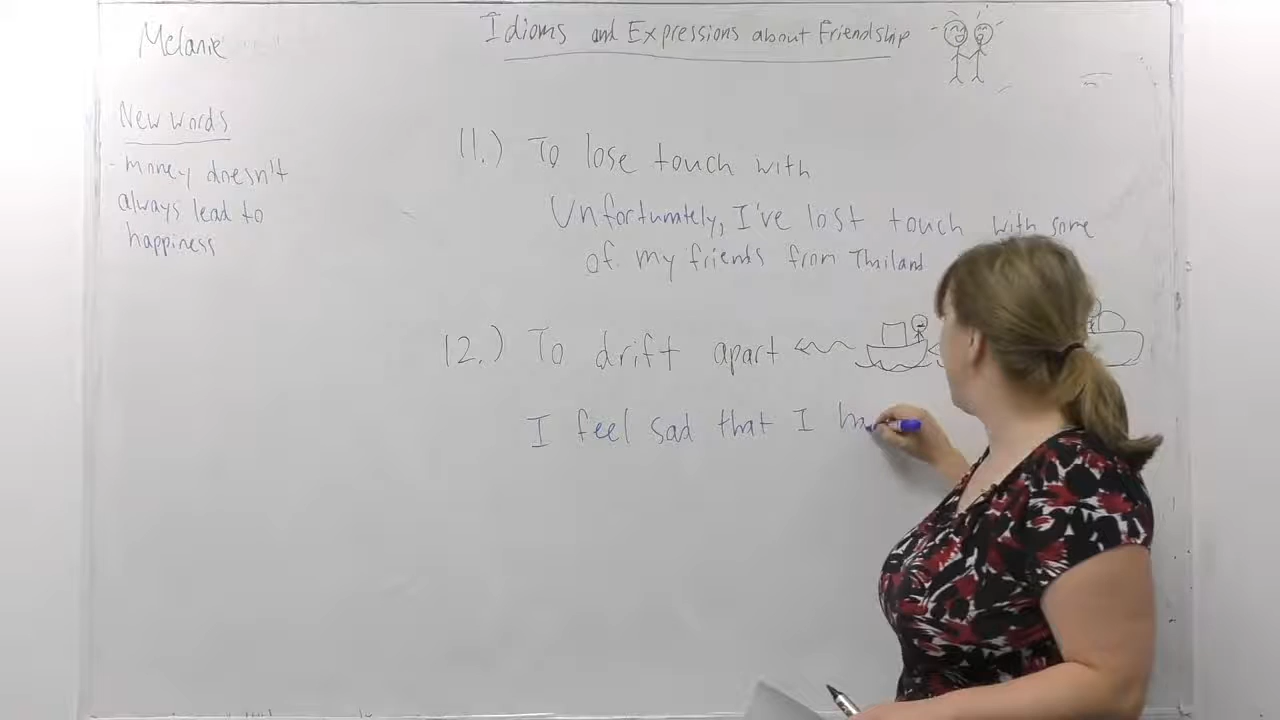 Melanie
Idioms and Expressions about Friendship
New words
- money doesn't
always lead to
happiness
11.) To lose touch with
Unfortunately, I've lost touch with some
of my friends from Thailand
12.) To drift apart
I feel sad that I ha